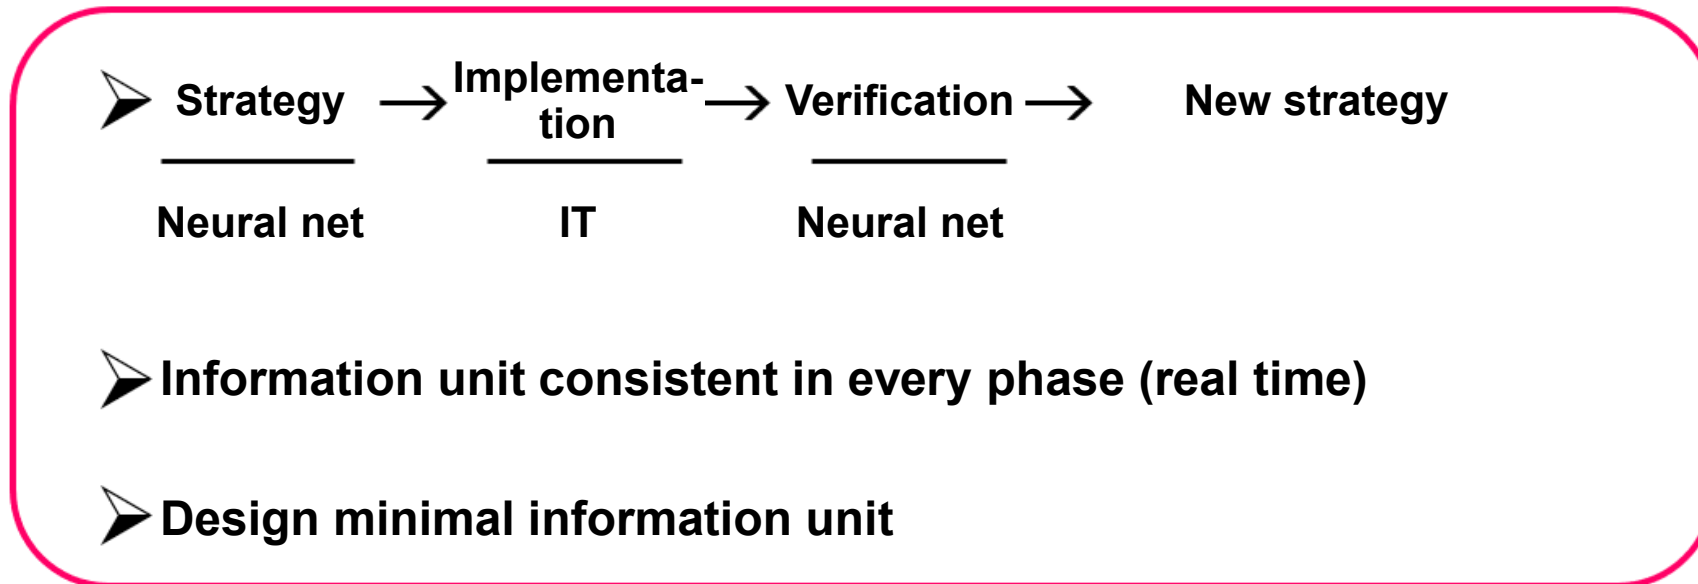 Strategy → Implementa- → Verification → New strategy
tion
Neural net IT Neural net
Information unit consistent in every phase (real time)
Design minimal information unit